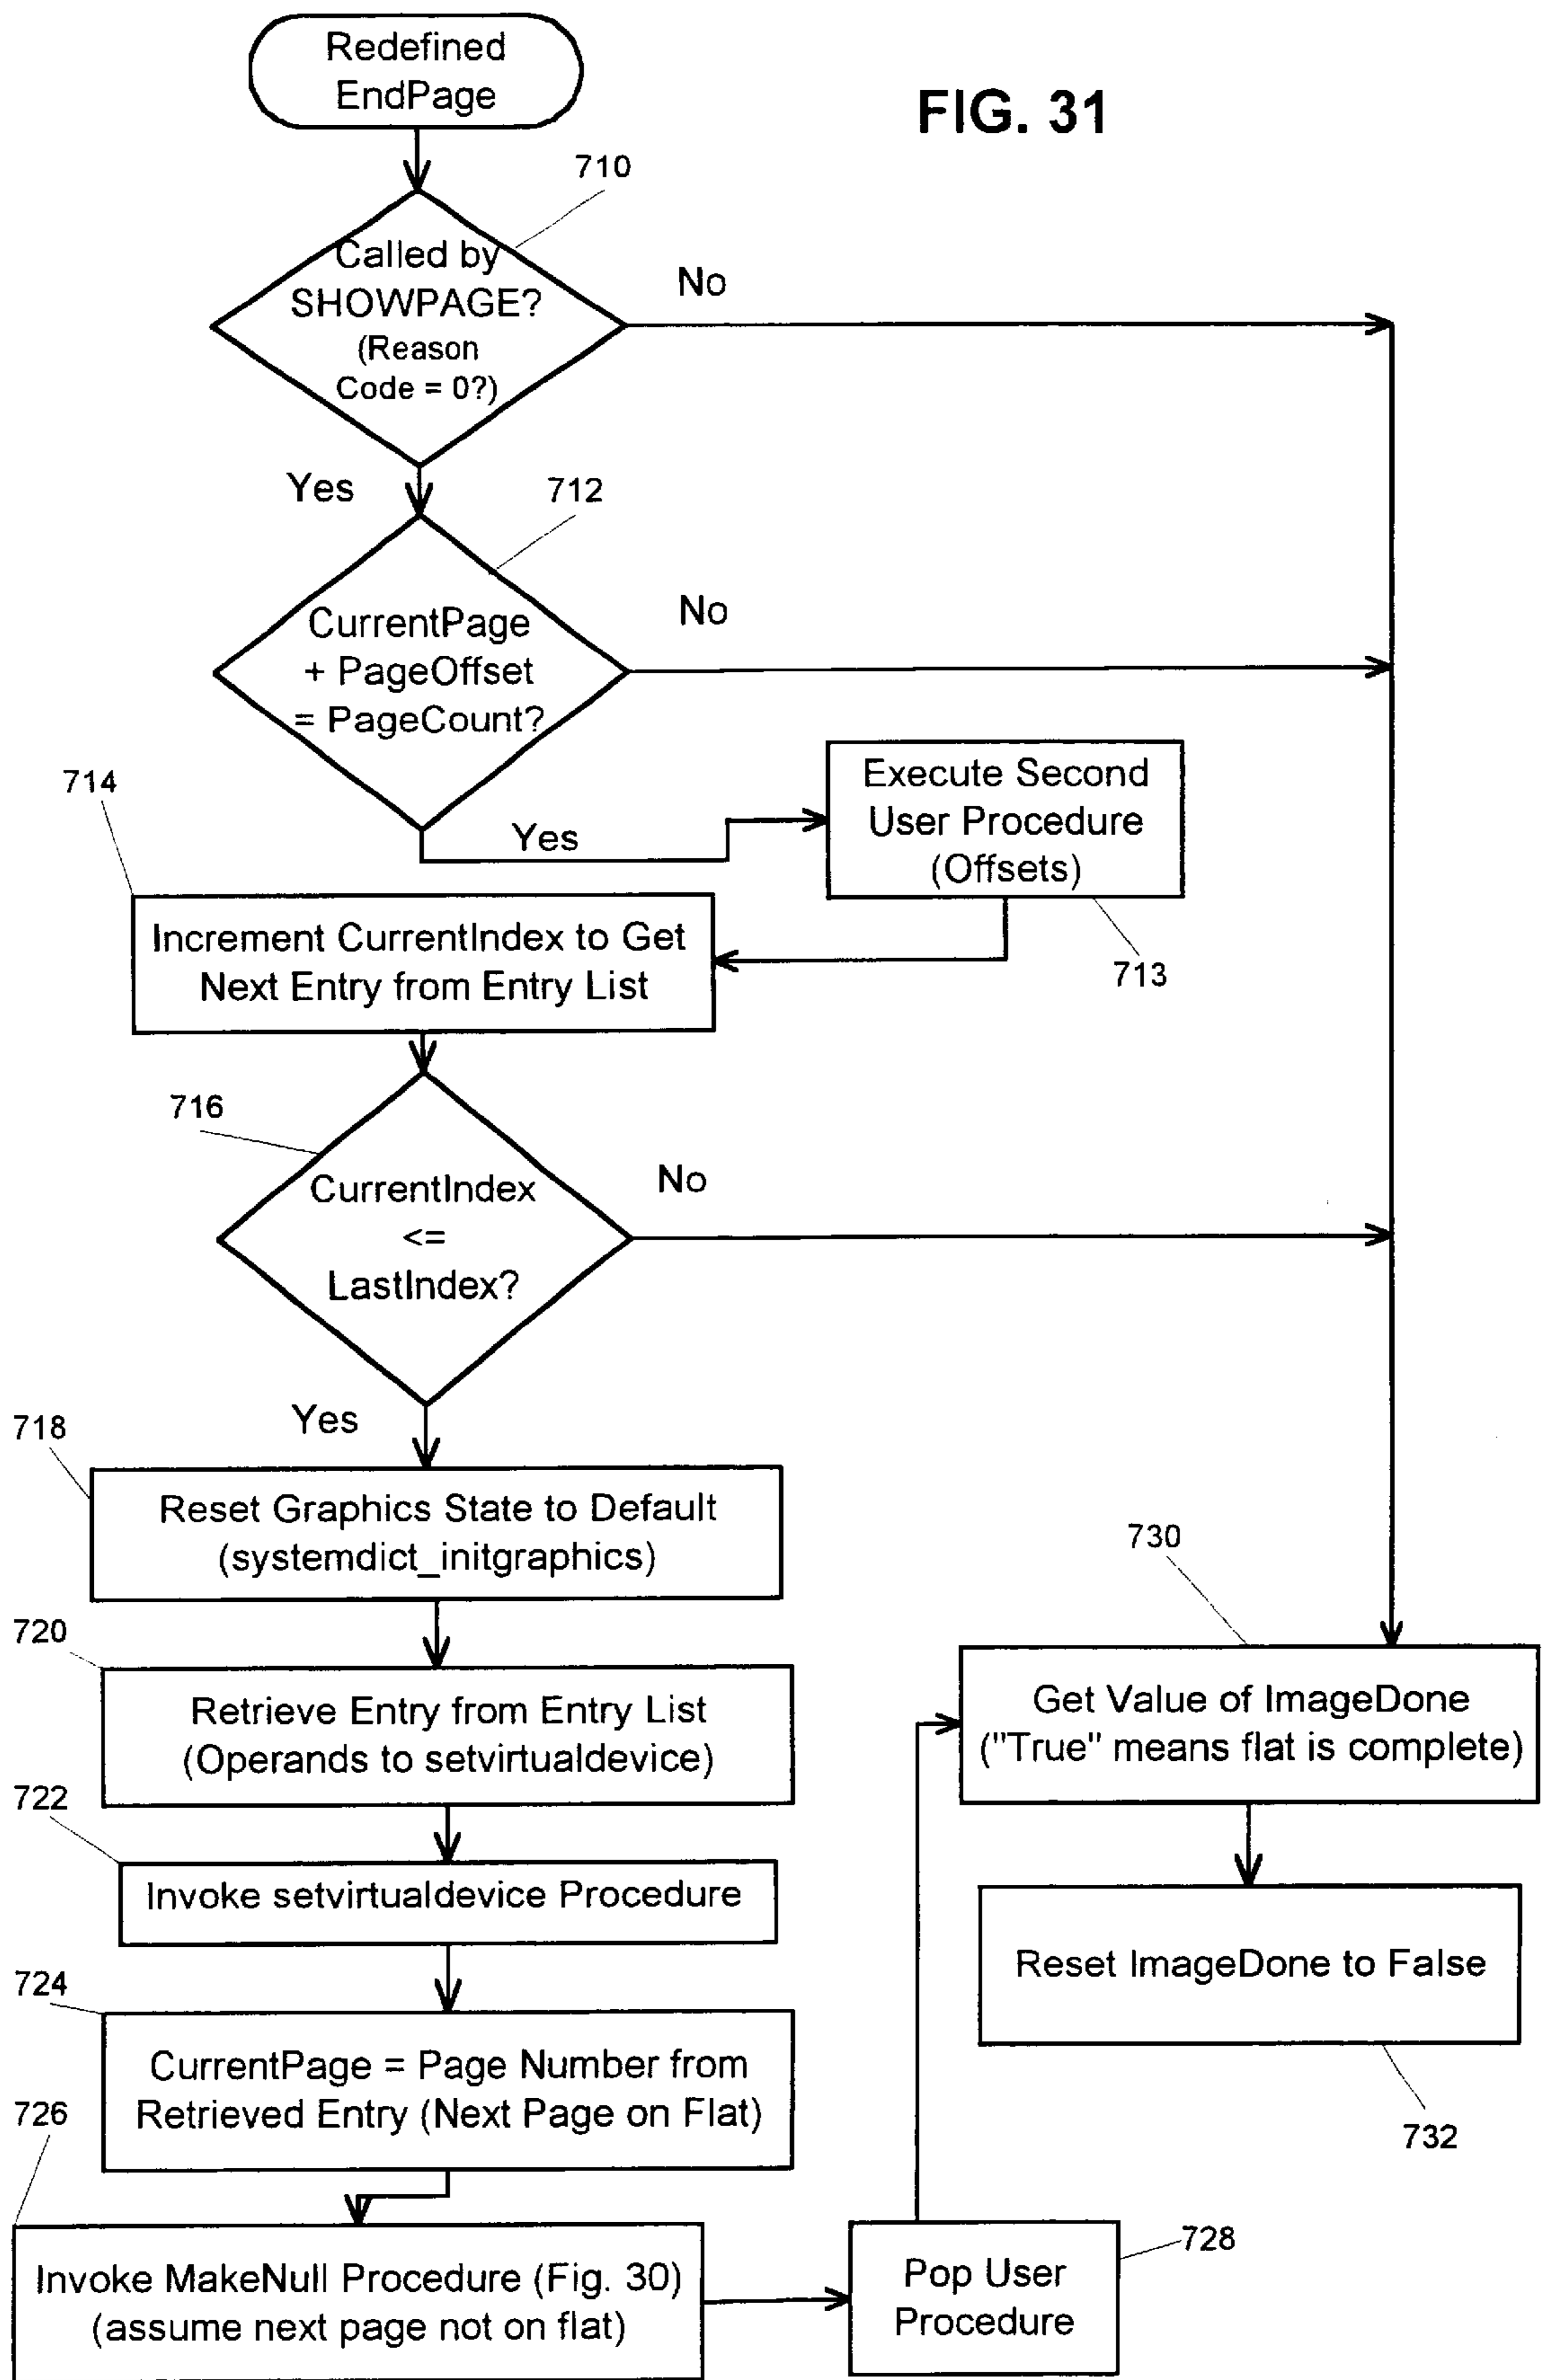 Redefined
EndPage
FIG. 31
710
Called by
SHOWPAGE?
(Reason
Code = 0?)
No
Yes
712
CurrentPage
+ PageOffset
= PageCount?
No
Yes
Execute Second
User Procedure
(Offsets)
713
714
Increment CurrentIndex to Get
Next Entry from Entry List
716
CurrentIndex
<=
LastIndex?
No
Yes
718
Reset Graphics State to Default
(systemdict_initgraphics)
720
Retrieve Entry from Entry List
(Operands to setvirtualdevice)
722
Invoke setvirtualdevice Procedure
724
CurrentPage = Page Number from
Retrieved Entry (Next Page on Flat)
726
Invoke MakeNull Procedure (Fig. 30)
(assume next page not on flat)
728
Pop User
Procedure
730
Get Value of ImageDone
("True" means flat is complete)
Reset ImageDone to False
732